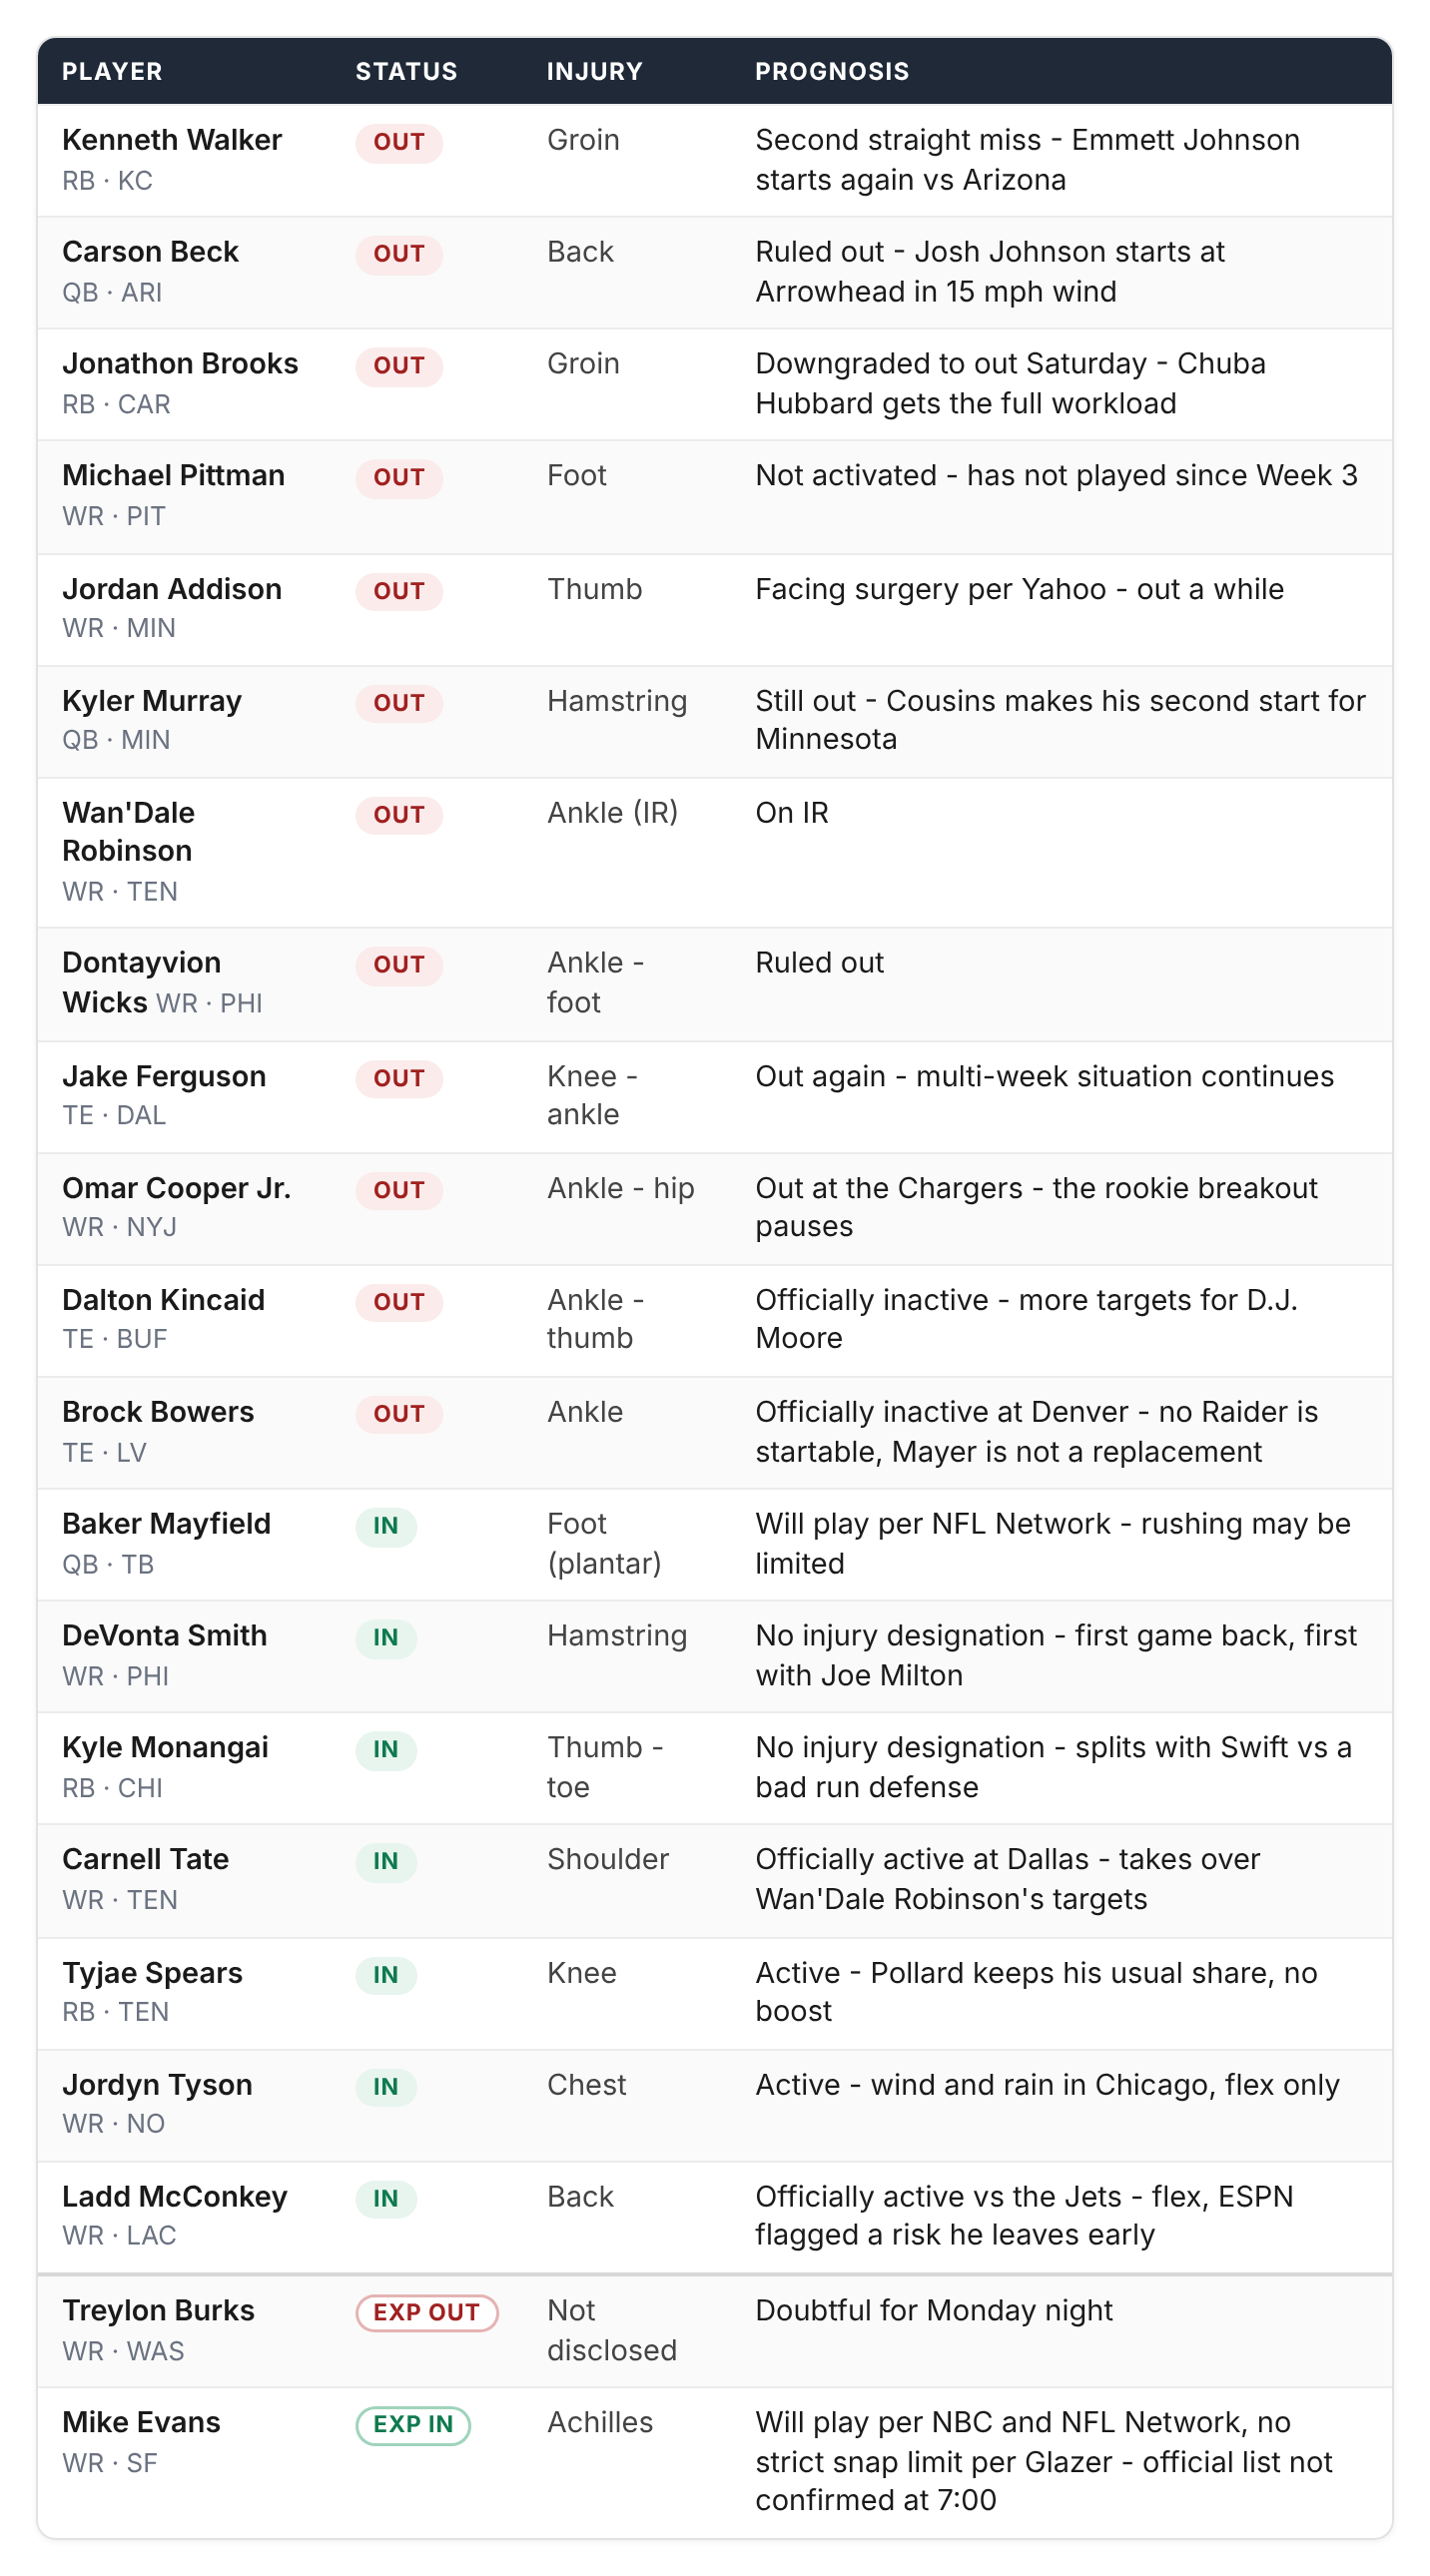 PLAYER STATUS INJURY PROGNOSIS
Kenneth Walker OUT Groin Second straight miss - Emmett Johnson
RB · KC starts again vs Arizona
Carson Beck OUT Back Ruled out - Josh Johnson starts at
QB · ARI Arrowhead in 15 mph wind
Jonathon Brooks OUT Groin Downgraded to out Saturday - Chuba
RB · CAR Hubbard gets the full workload
Michael Pittman OUT Foot Not activated - has not played since Week 3
WR · PIT
Jordan Addison OUT Thumb Facing surgery per Yahoo - out a while
WR · MIN
Kyler Murray OUT Hamstring Still out - Cousins makes his second start for
QB · MIN Minnesota
Wan'Dale OUT Ankle (IR) On IR
Robinson
WR · TEN
Dontayvion OUT Ankle - Ruled out
Wicks WR · PHI foot
Jake Ferguson OUT Knee - Out again - multi-week situation continues
TE · DAL ankle
Omar Cooper Jr. OUT Ankle - hip Out at the Chargers - the rookie breakout
WR · NYJ pauses
Dalton Kincaid OUT Ankle - Officially inactive - more targets for D.J.
TE · BUF thumb Moore
Brock Bowers OUT Ankle Officially inactive at Denver - no Raider is
TE · LV startable, Mayer is not a replacement
Baker Mayfield IN Foot Will play per NFL Network - rushing may be
QB · TB (plantar) limited
DeVonta Smith IN Hamstring No injury designation - first game back, first
WR · PHI with Joe Milton
Kyle Monangai IN Thumb - No injury designation - splits with Swift vs a
RB · CHI toe bad run defense
Carnell Tate IN Shoulder Officially active at Dallas - takes over
WR · TEN Wan'Dale Robinson's targets
Tyjae Spears IN Knee Active - Pollard keeps his usual share, no
RB · TEN boost
Jordyn Tyson IN Chest Active - wind and rain in Chicago, flex only
WR · NO
Ladd McConkey IN Back Officially active vs the Jets - flex, ESPN
WR · LAC flagged a risk he leaves early
Treylon Burks EXP OUT Not Doubtful for Monday night
WR · WAS disclosed
Mike Evans EXP IN Achilles Will play per NBC and NFL Network, no
WR · SF strict snap limit per Glazer - official list not
confirmed at 7:00